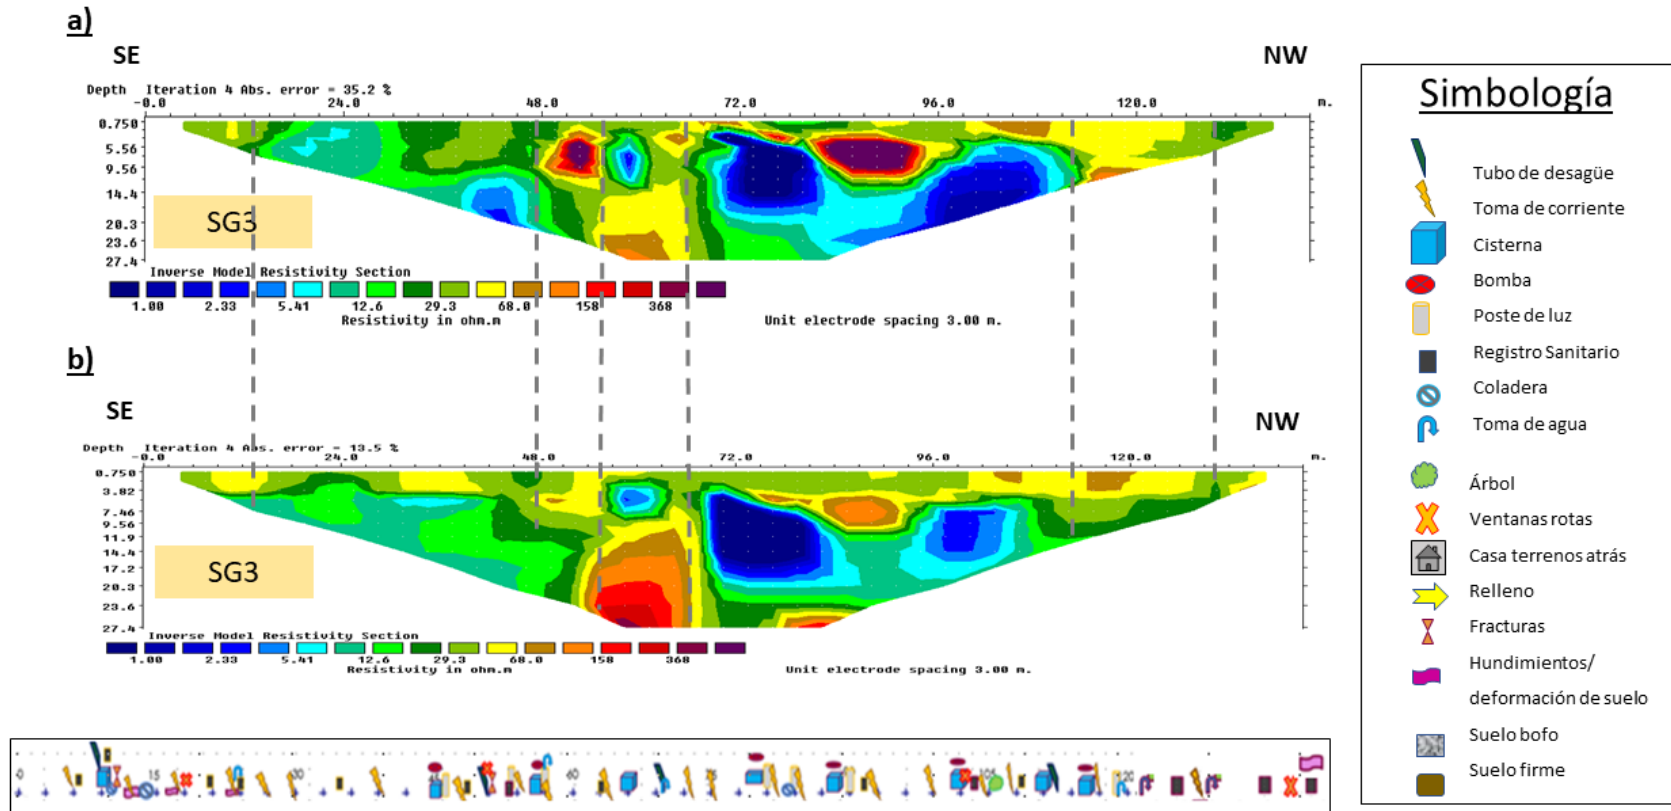 a)
SE
NW
Depth Iteration 4 Abs. error = 35.2 %
-0.0 24.0 48.0 72.0 96.0 120.0 m.
0.750
5.56
9.56
14.4
20.3
23.6
27.4
SG3
Inverse Model Resistivity Section
1.00 2.33 5.41 12.6 29.3 68.0 158 368
Resistivity in ohm.m Unit electrode spacing 3.00 m.
b)
SE
NW
Depth Iteration 4 Abs. error = 13.5 %
-0.0 24.0 48.0 72.0 96.0 120.0 m.
0.750
3.82
7.46
9.56
11.9
14.4
17.2
20.3
23.6
27.4
SG3
Inverse Model Resistivity Section
1.00 2.33 5.41 12.6 29.3 68.0 158 368
Resistivity in ohm.m Unit electrode spacing 3.00 m.
0 15 30 60
Simbología
Tubo de desagüe
Toma de corriente
Cisterna
Bomba
Poste de luz
Registro Sanitario
Coladera
Toma de agua
Árbol
Ventanas rotas
Casa terrenos atrás
Relleno
Fracturas
Hundimientos/
deformación de suelo
Suelo bofo
Suelo firme